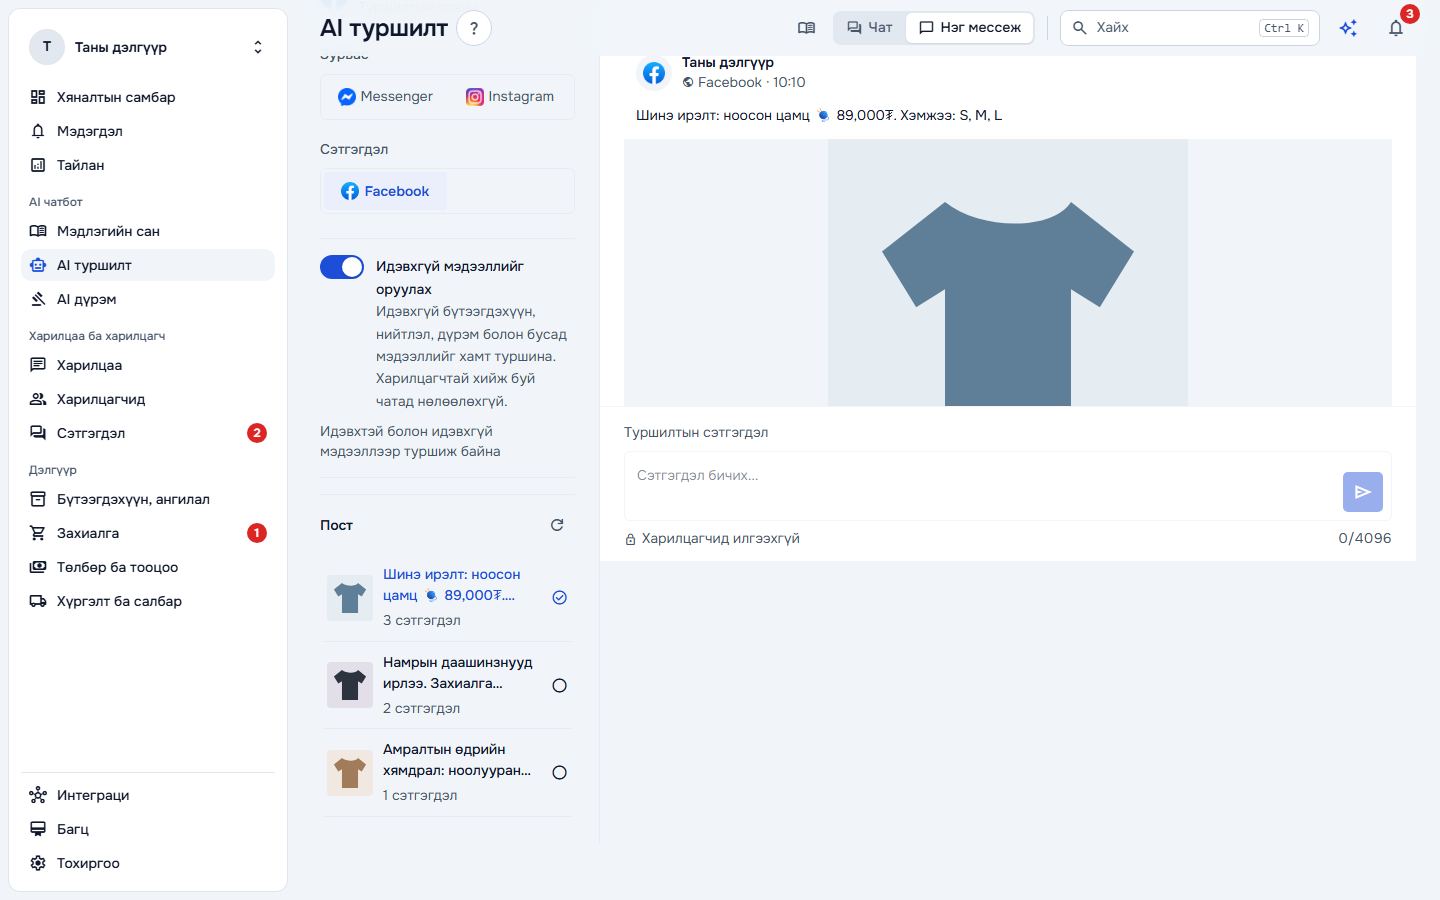 Т
Таны дэлгүүр
Хяналтын самбар
Мэдэгдэл
Тайлан
AI чатбот
Мэдлэгийн сан
AI туршилт
AI дүрэм
Харилцаа ба харилцагч
Харилцаа
Харилцагчид
Сэтгэгдэл 2
Дэлгүүр
Бүтээгдэхүүн, ангилал
Захиалга 1
Төлбөр ба тооцоо
Хүргэлт ба салбар
Интеграци
Багц
Тохиргоо
AI туршилт ?
Чат
Нэг мессеж
Хайх Ctrl K
3
Messenger Instagram
Сэтгэгдэл
Facebook
Идэвхгүй мэдээллийг
оруулах
Идэвхгүй бүтээгдэхүүн,
нийтлэл, дүрэм болон бусад
мэдээллийг хамт туршина.
Харилцагчтай хийж буй
чатад нөлөөлөхгүй.
Идэвхтэй болон идэвхгүй
мэдээллээр туршиж байна
Пост
Шинэ ирэлт: ноосон
цамц 🧶 89,000₮....
3 сэтгэгдэл
Намрын даашинзнууд
ирлээ. Захиалга...
2 сэтгэгдэл
Амралтын өдрийн
хямдрал: ноолууран...
1 сэтгэгдэл
Таны дэлгүүр
Facebook · 10:10
Шинэ ирэлт: ноосон цамц 🧶 89,000₮. Хэмжээ: S, M, L
Туршилтын сэтгэгдэл
Сэтгэгдэл бичих...
Харилцагчид илгээхгүй
0/4096